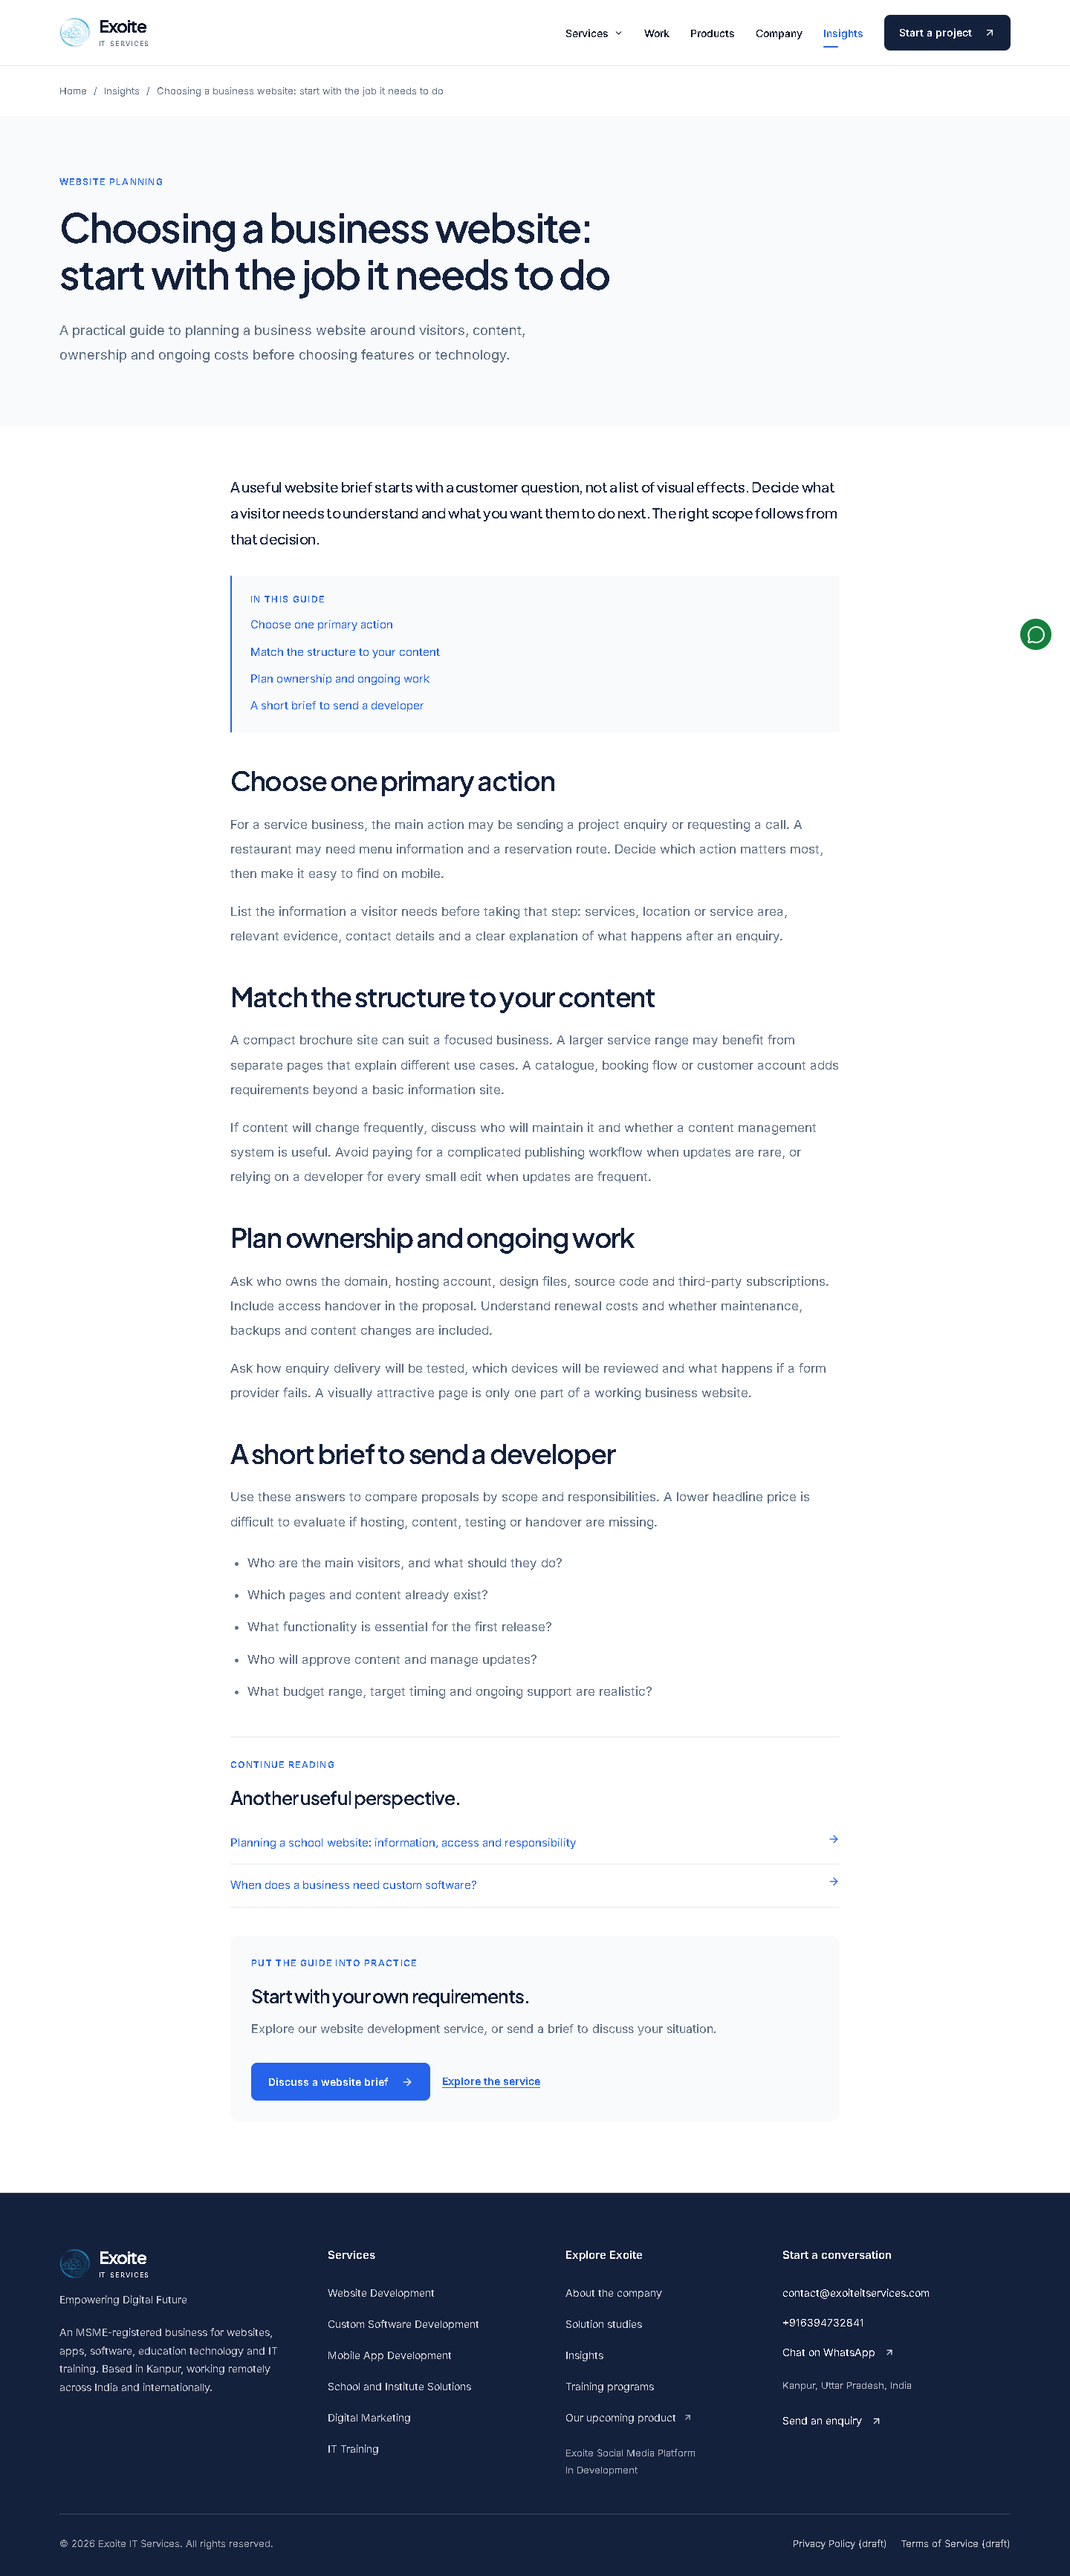 Exoite
IT SERVICES
Services
Work
Products
Company
Insights
Start a project
Home / Insights / Choosing a business website: start with the job it needs to do
WEBSITE PLANNING
Choosing a business website:
start with the job it needs to do
A practical guide to planning a business website around visitors, content,
ownership and ongoing costs before choosing features or technology.
A useful website brief starts with a customer question, not a list of visual effects. Decide what
a visitor needs to understand and what you want them to do next. The right scope follows from
that decision.
IN THIS GUIDE
Choose one primary action
Match the structure to your content
Plan ownership and ongoing work
A short brief to send a developer
Choose one primary action
For a service business, the main action may be sending a project enquiry or requesting a call. A
restaurant may need menu information and a reservation route. Decide which action matters most,
then make it easy to find on mobile.
List the information a visitor needs before taking that step: services, location or service area,
relevant evidence, contact details and a clear explanation of what happens after an enquiry.
Match the structure to your content
A compact brochure site can suit a focused business. A larger service range may benefit from
separate pages that explain different use cases. A catalogue, booking flow or customer account adds
requirements beyond a basic information site.
If content will change frequently, discuss who will maintain it and whether a content management
system is useful. Avoid paying for a complicated publishing workflow when updates are rare, or
relying on a developer for every small edit when updates are frequent.
Plan ownership and ongoing work
Ask who owns the domain, hosting account, design files, source code and third-party subscriptions.
Include access handover in the proposal. Understand renewal costs and whether maintenance,
backups and content changes are included.
Ask how enquiry delivery will be tested, which devices will be reviewed and what happens if a form
provider fails. A visually attractive page is only one part of a working business website.
A short brief to send a developer
Use these answers to compare proposals by scope and responsibilities. A lower headline price is
difficult to evaluate if hosting, content, testing or handover are missing.
• Who are the main visitors, and what should they do?
• Which pages and content already exist?
• What functionality is essential for the first release?
• Who will approve content and manage updates?
• What budget range, target timing and ongoing support are realistic?
CONTINUE READING
Another useful perspective.
Planning a school website: information, access and responsibility
When does a business need custom software?
PUT THE GUIDE INTO PRACTICE
Start with your own requirements.
Explore our website development service, or send a brief to discuss your situation.
Discuss a website brief
Explore the service
Exoite
IT SERVICES
Empowering Digital Future
An MSME-registered business for websites,
apps, software, education technology and IT
training. Based in Kanpur, working remotely
across India and internationally.
Services
Website Development
Custom Software Development
Mobile App Development
School and Institute Solutions
Digital Marketing
IT Training
Explore Exoite
About the company
Solution studies
Insights
Training programs
Our upcoming product
Exoite Social Media Platform
In Development
Start a conversation
contact@exoiteitservices.com
+916394732841
Chat on WhatsApp
Kanpur, Uttar Pradesh, India
Send an enquiry
© 2026 Exoite IT Services. All rights reserved.
Privacy Policy (draft)
Terms of Service (draft)